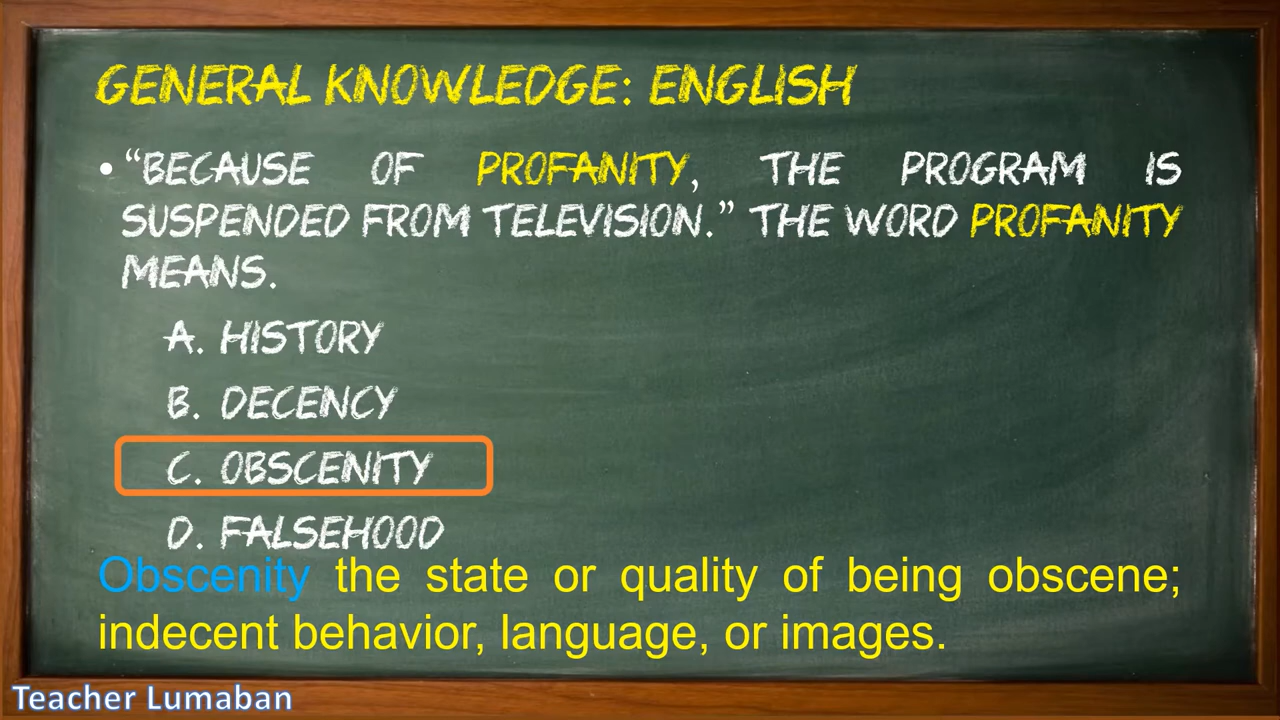 GENERAL KNOWLEDGE: ENGLISH
• “BECAUSE OF PROFANITY, THE PROGRAM IS
SUSPENDED FROM TELEVISION.” THE WORD PROFANITY
MEANS.
A. HISTORY
B. DECENCY
C. OBSCENITY
D. FALSEHOOD
Obscenity the state or quality of being obscene;
indecent behavior, language, or images.
Teacher Lumaban